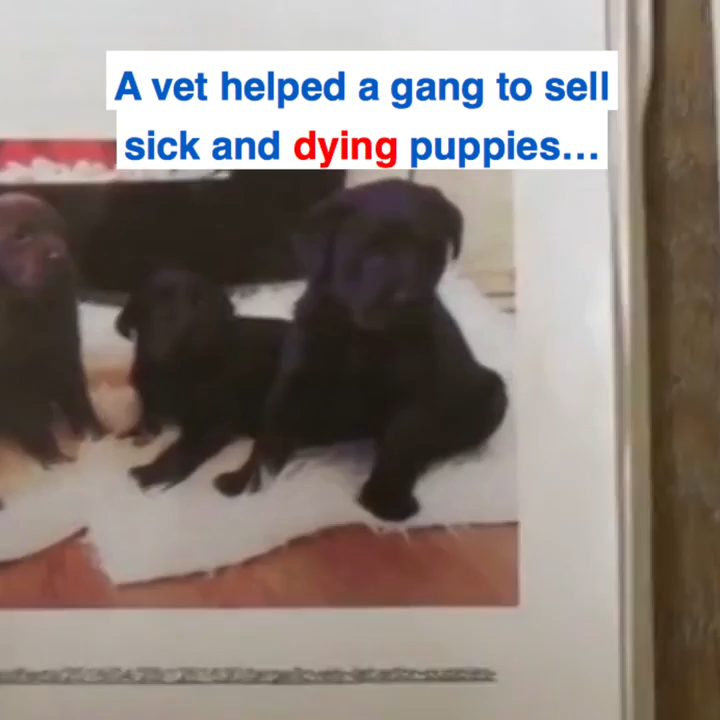 A vet helped a gang to sell
sick and dying puppies...